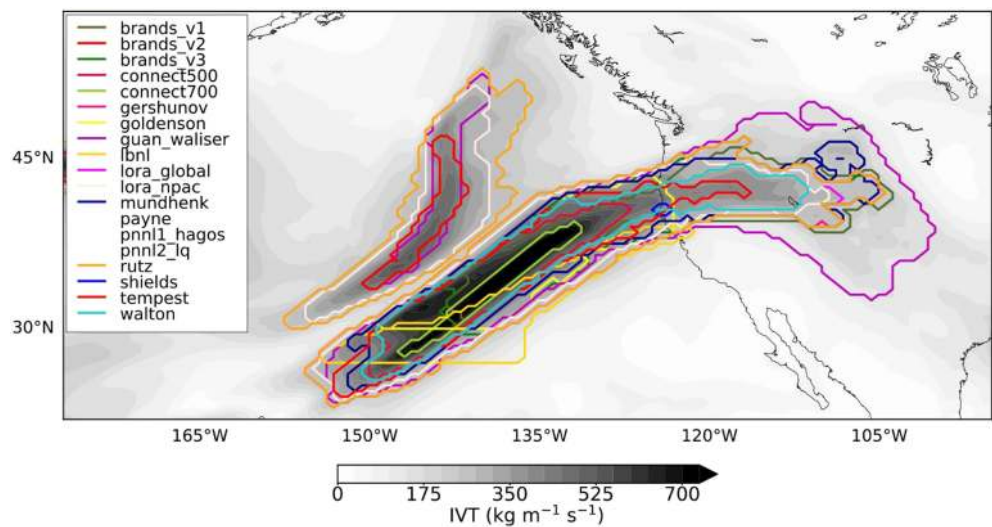 brands_v1
brands_v2
brands_v3
connect500
connect700
gershunov
goldenson
guan_waliser
lbnl
lora_global
lora_npac
mundhenk
payne
pnnl1_hagos
pnnl2_lq
rutz
shields
tempest
walton
45°N
30°N
165°W 150°W 135°W 120°W 105°W
0 175 350 525 700
IVT (kg m⁻¹ s⁻¹)